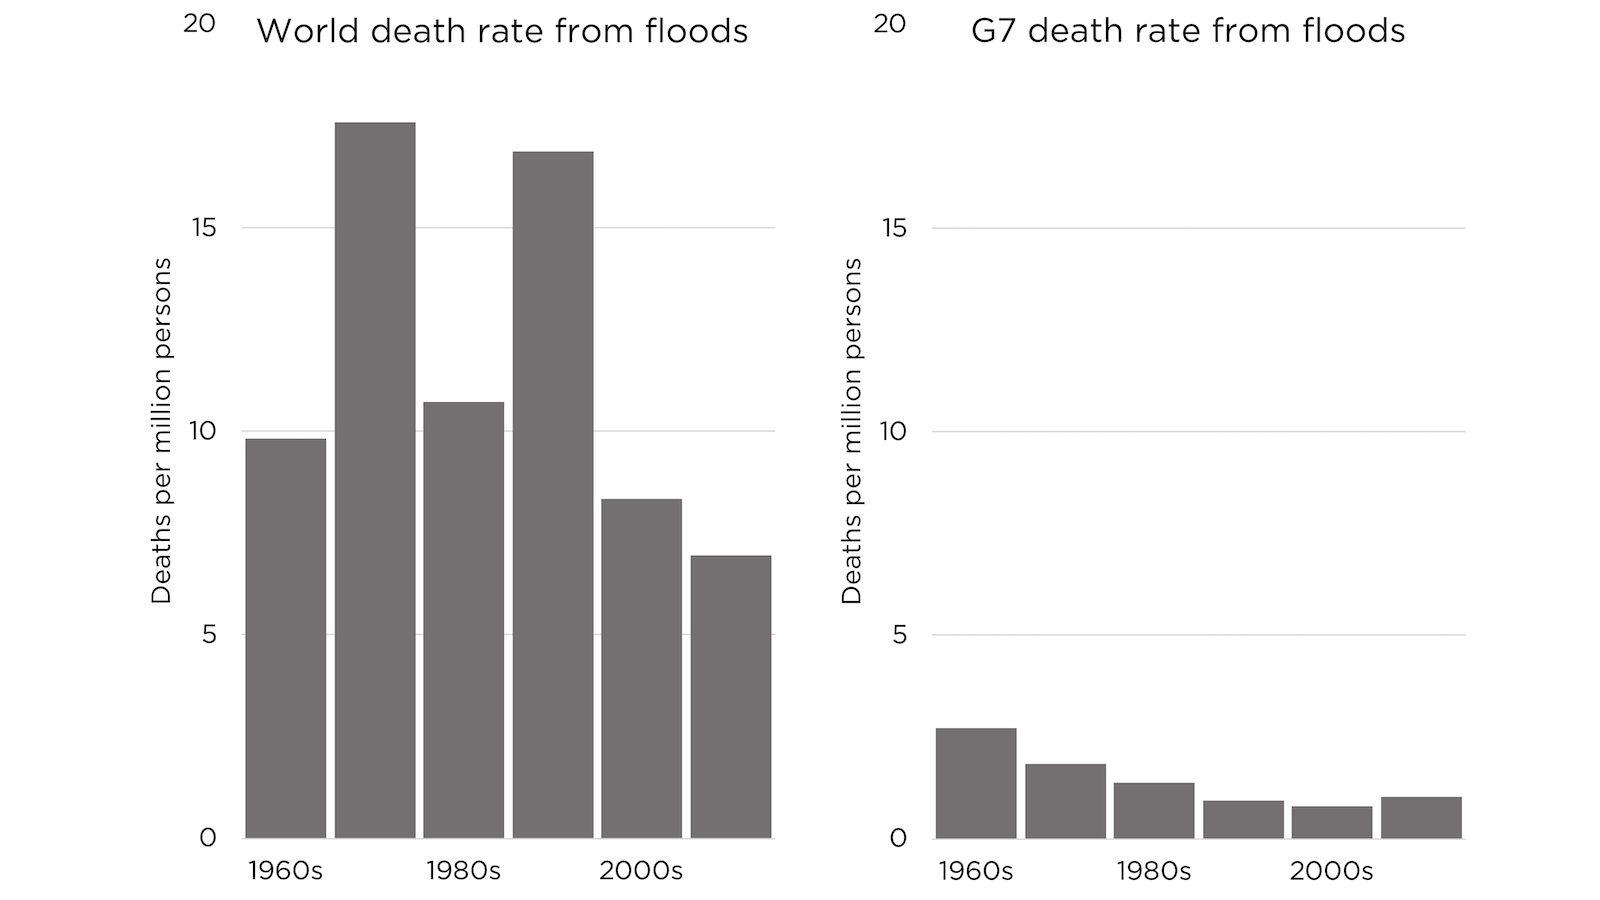 World death rate from floods
20
15
10
5
0
Deaths per million persons
1960s
1980s
2000s
G7 death rate from floods
20
15
10
5
0
Deaths per million persons
1960s
1980s
2000s